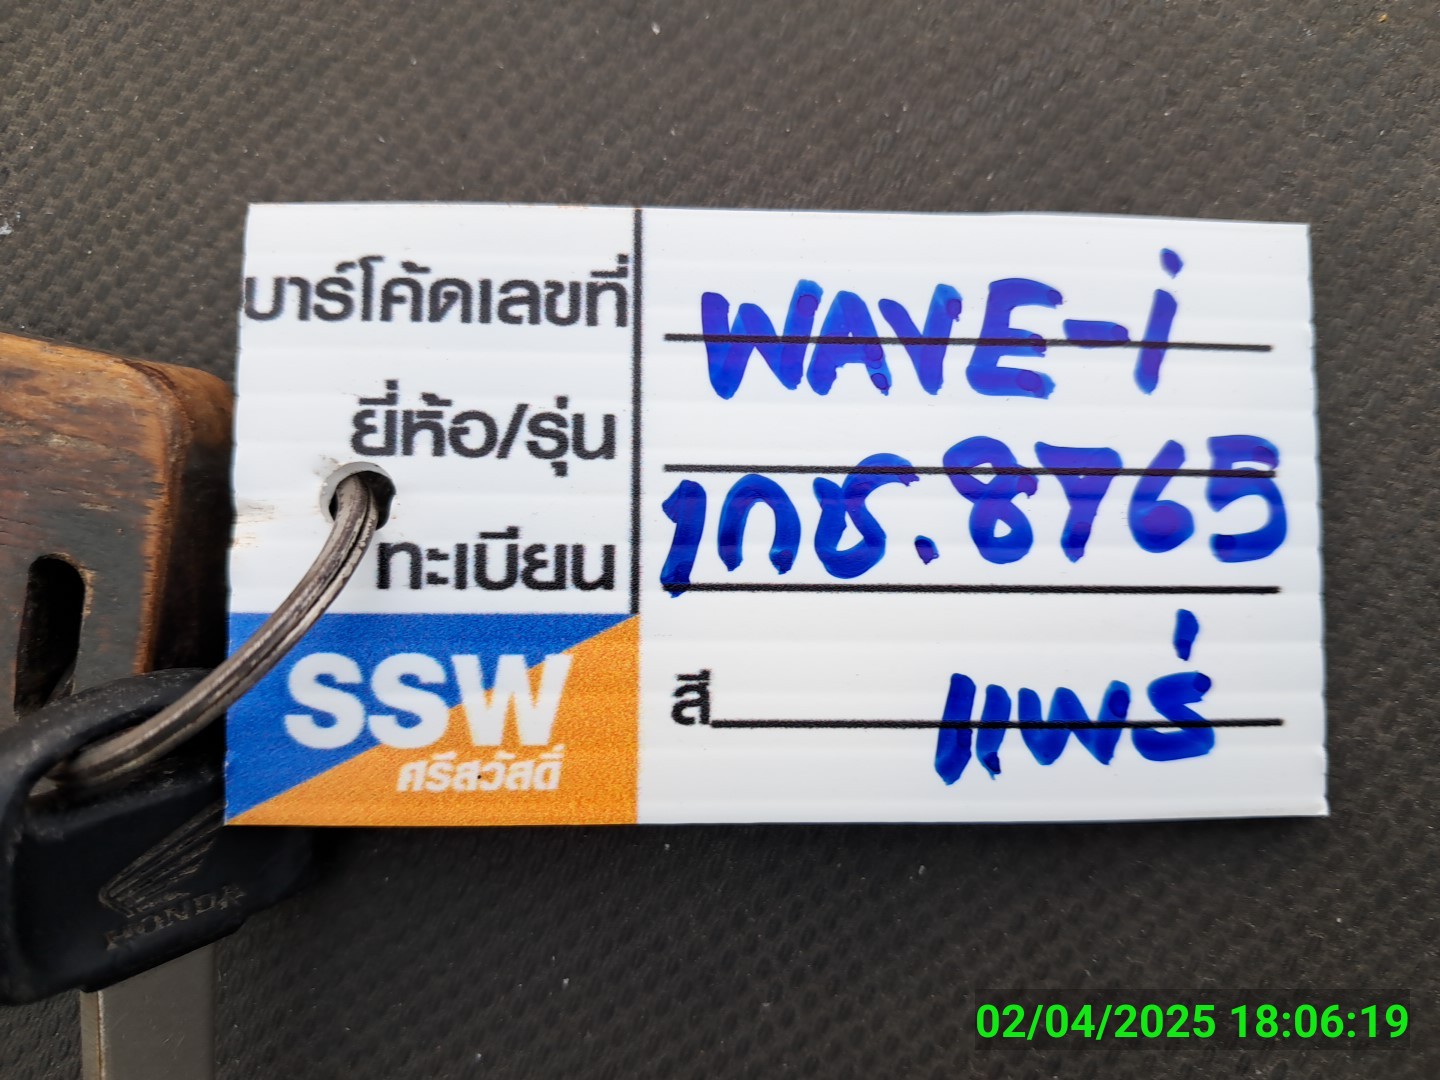 บาร์โค้ดเลขที่ WAVE-i
ยี่ห้อ/รุ่น
ทะเบียน 1กช.8765
สี แพร่
SSW
ศรีสวัสดิ์
HONDA
02/04/2025 18:06:19